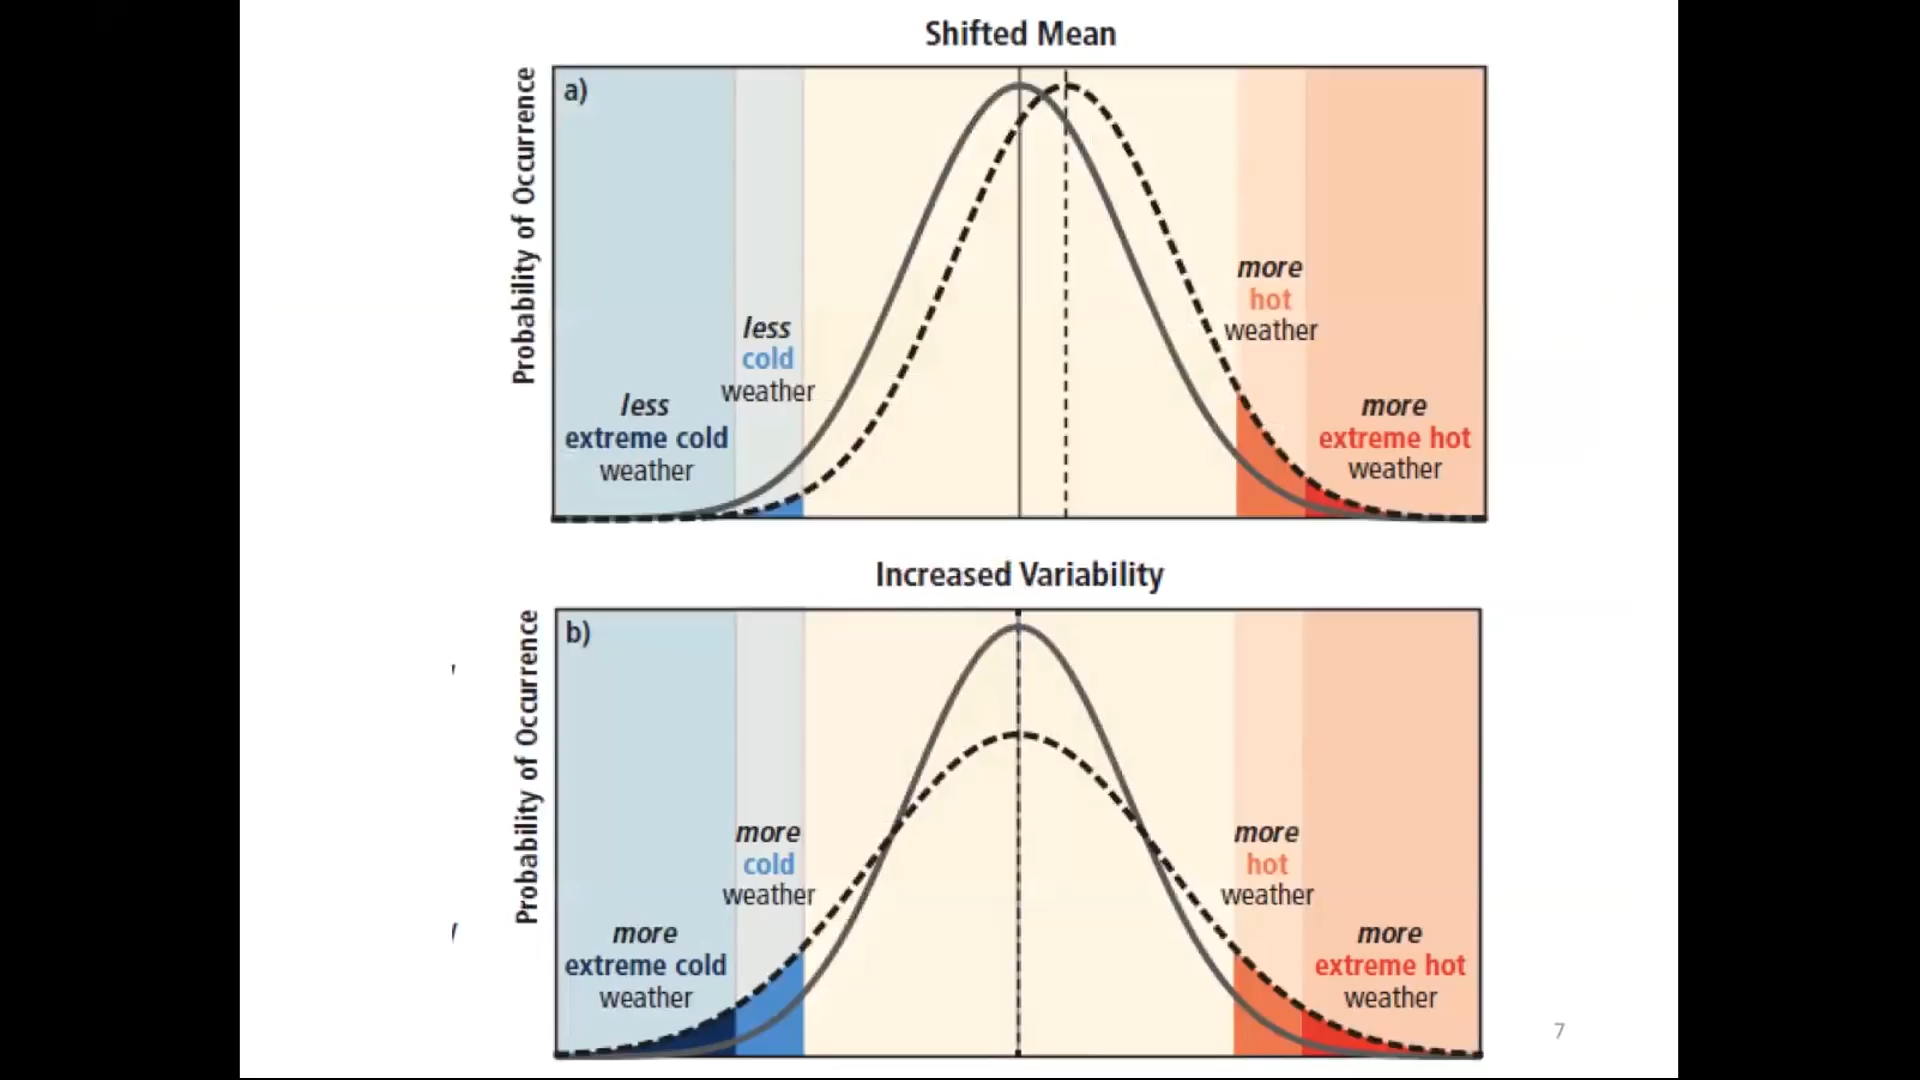 Shifted Mean
a)
Probability of Occurrence
less
cold
weather
less
extreme cold
weather
more
hot
weather
more
extreme hot
weather
Increased Variability
b)
Probability of Occurrence
more
cold
weather
more
extreme cold
weather
more
hot
weather
more
extreme hot
weather
7